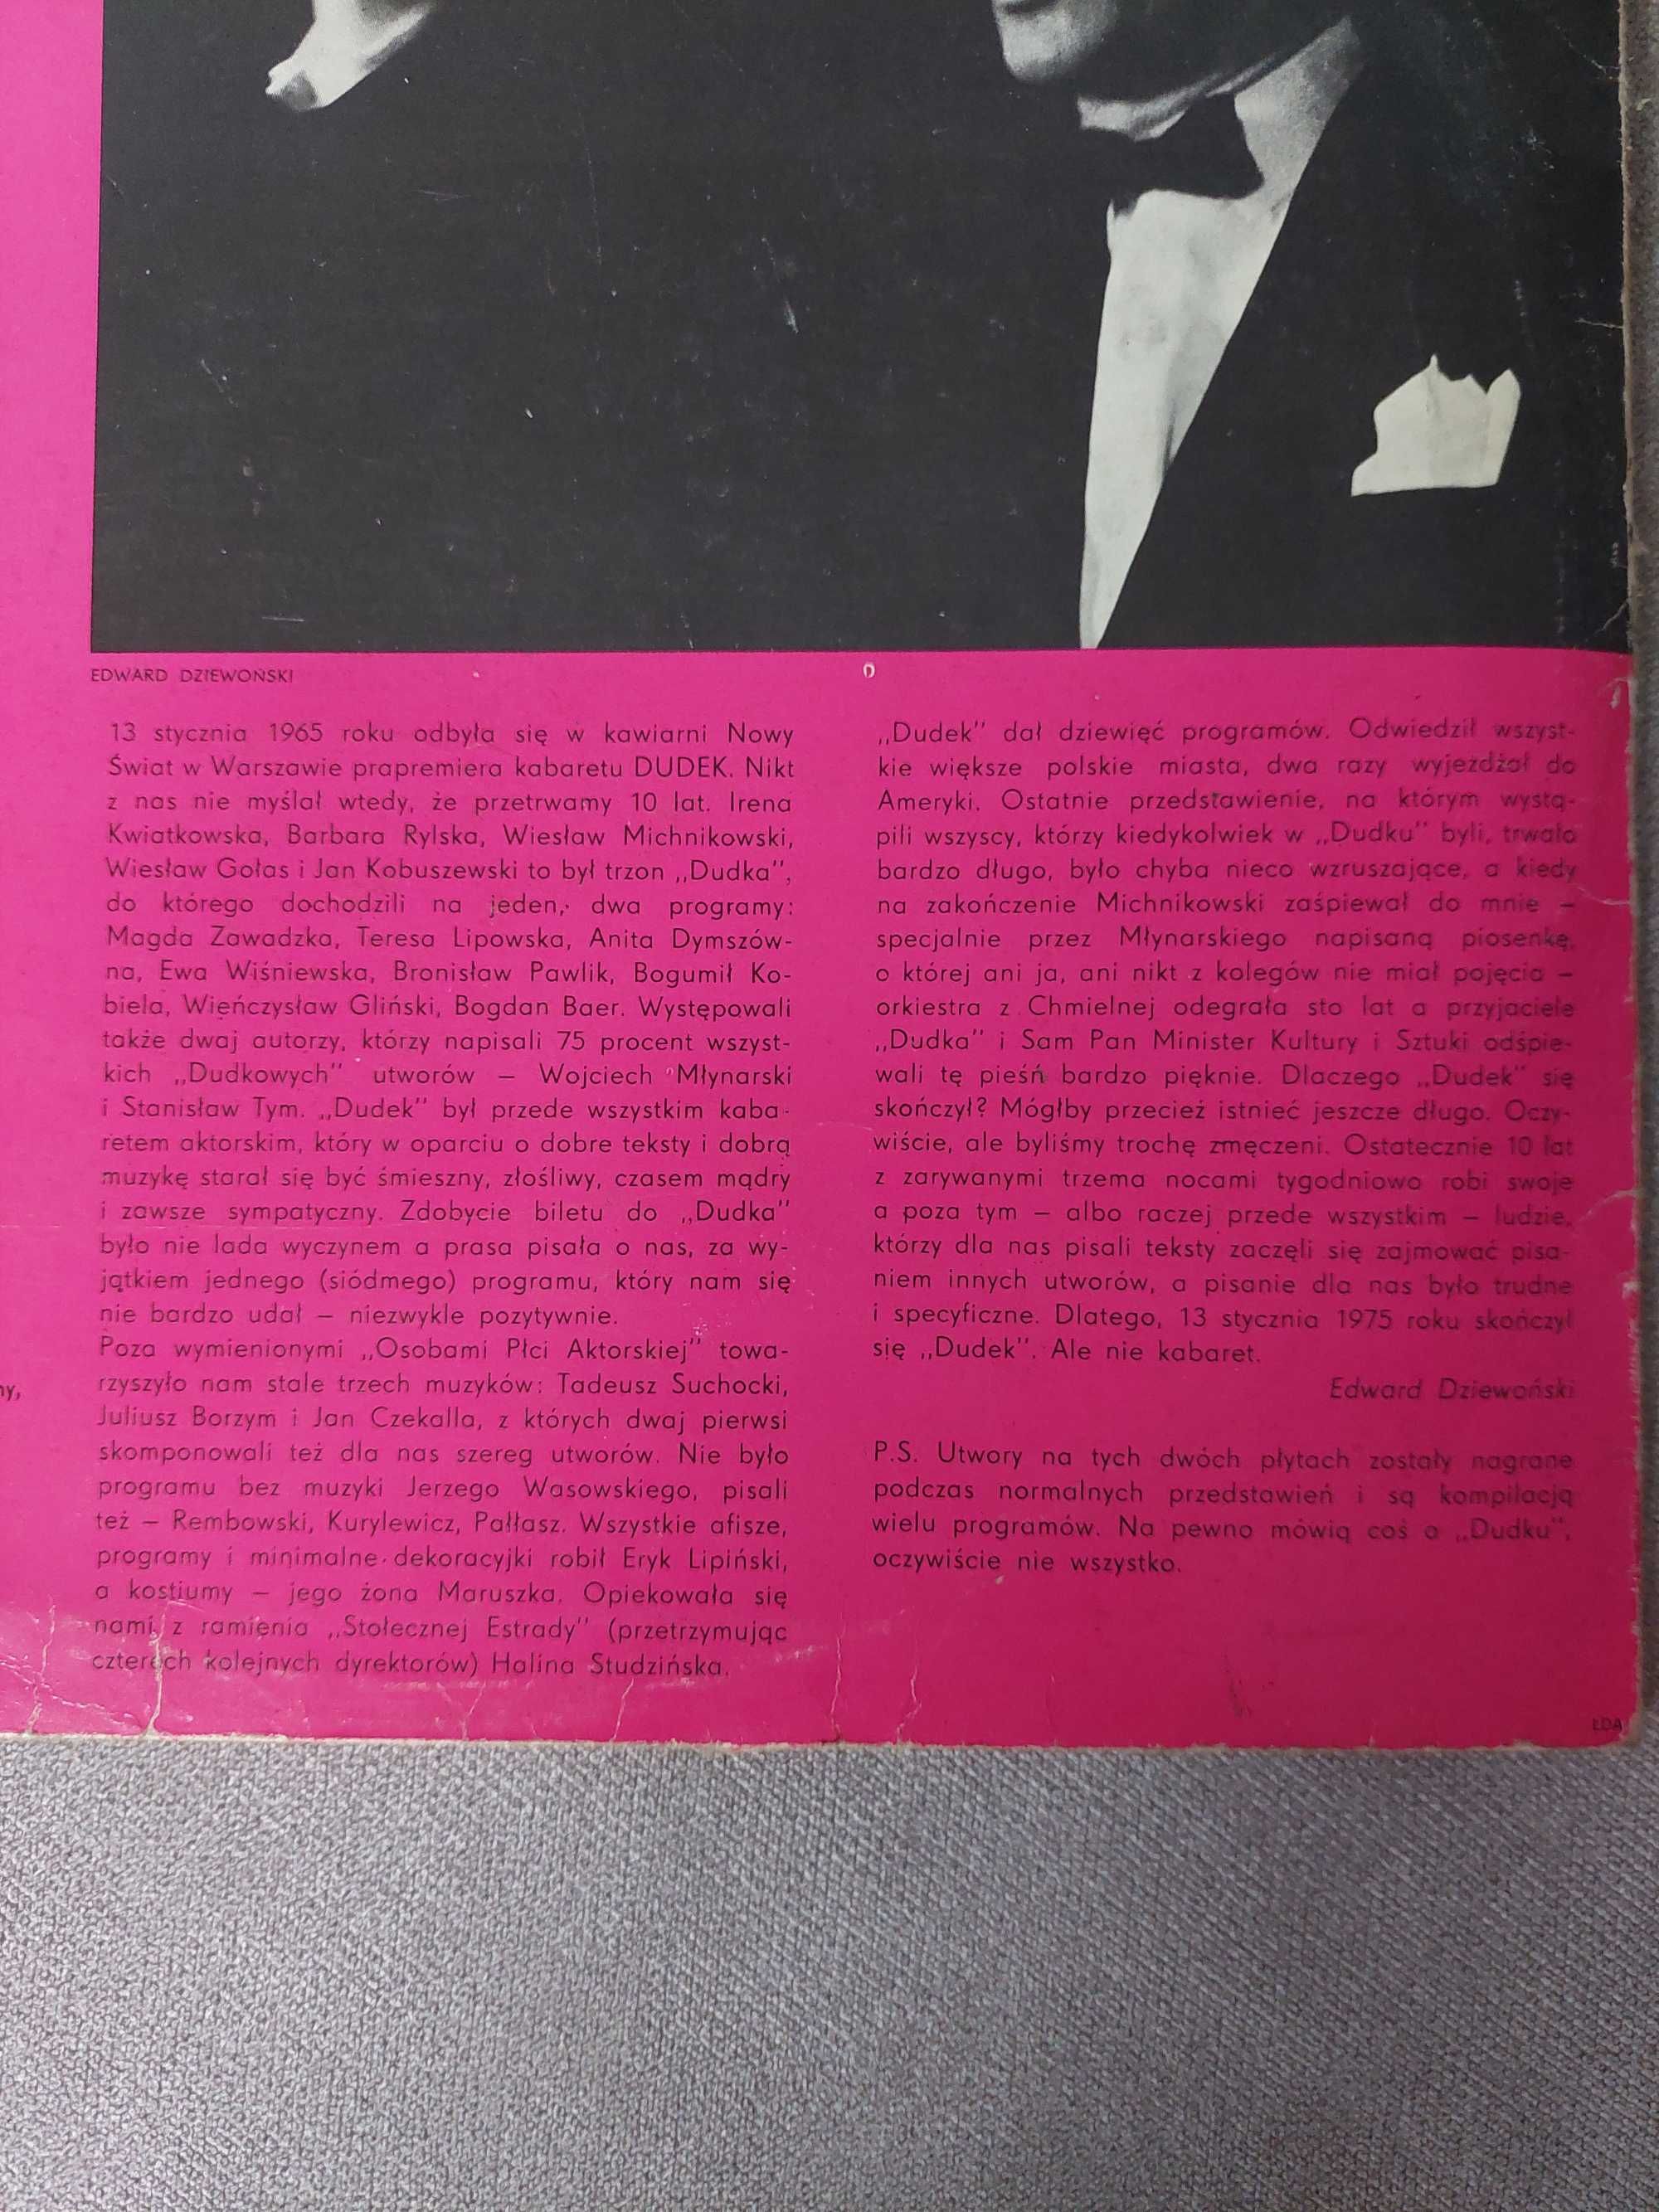 EDWARD DZIEWOŃSKI
13 stycznia 1965 roku odbyła się w kawiarni Nowy
Świat w Warszawie prapremiera kabaretu DUDEK. Nikt
z nas nie myślał wtedy, że przetrwamy 10 lat. Irena
Kwiatkowska, Barbara Rylska, Wiesław Michnikowski,
Wiesław Gołas i Jan Kobuszewski to był trzon „Dudka",
do którego dochodzili na jeden, dwa programy:
Magda Zawadzka, Teresa Lipowska, Anita Dymszów-
na, Ewa Wiśniewska, Bronisław Pawlik, Bogumił Ko-
biela, Wieńczysław Gliński, Bogdan Baer. Występowali
także dwaj autorzy, którzy napisali 75 procent wszyst-
kich „Dudkowych" utworów — Wojciech Młynarski
i Stanisław Tym. „Dudek" był przede wszystkim kaba-
retem aktorskim, który w oparciu o dobre teksty i dobrą
muzykę starał się być śmieszny, złośliwy, czasem mądry
i zawsze sympatyczny. Zdobycie biletu do „Dudka"
było nie lada wyczynem a prasa pisała o nas, za wy-
jątkiem jednego (siódmego) programu, który nam się
nie bardzo udał — niezwykle pozytywnie.
Poza wymienionymi „Osobami Płci Aktorskiej" towa-
rzyszyło nam stale trzech muzyków: Tadeusz Suchocki,
Juliusz Borzym i Jan Czekalla, z których dwaj pierwsi
skomponowali też dla nas szereg utworów. Nie było
programu bez muzyki Jerzego Wasowskiego, pisali
też — Rembowski, Kurylewicz, Pałłasz. Wszystkie afisze,
programy i minimalne dekoracyjki robił Eryk Lipiński,
a kostiumy — jego żona Maruszka. Opiekowała się
nami z ramienia „Stołecznej Estrady" (przetrzymując
czterech kolejnych dyrektorów) Halina Studzińska.
„Dudek" dał dziewięć programów. Odwiedził wszyst-
kie większe polskie miasta, dwa razy wyjeżdżał do
Ameryki. Ostatnie przedstawienie, na którym wystą-
pili wszyscy, którzy kiedykolwiek w „Dudku" byli, trwało
bardzo długo, było chyba nieco wzruszające, a kiedy
na zakończenie Michnikowski zaśpiewał do mnie —
specjalnie przez Młynarskiego napisaną piosenkę,
o której ani ja, ani nikt z kolegów nie miał pojęcia —
orkiestra z Chmielnej odegrała sto lat a przyjaciele
„Dudka" i Sam Pan Minister Kultury i Sztuki odśpie-
wali tę pieśń bardzo pięknie. Dlaczego „Dudek" się
skończył? Mógłby przecież istnieć jeszcze długo. Oczy-
wiście, ale byliśmy trochę zmęczeni. Ostatecznie 10 lat
z zarywanymi trzema nocami tygodniowo robi swoje
a poza tym — albo raczej przede wszystkim — ludzie,
którzy dla nas pisali teksty zaczęli się zajmować pisa-
niem innych utworów, a pisanie dla nas było trudne
i specyficzne. Dlatego, 13 stycznia 1975 roku skończył
się „Dudek". Ale nie kabaret.
Edward Dziewoński
P.S. Utwory na tych dwóch płytach zostały nagrane
podczas normalnych przedstawień i są kompilacją
wielu programów. Na pewno mówią coś o „Dudku",
oczywiście nie wszystko.
ŁDA